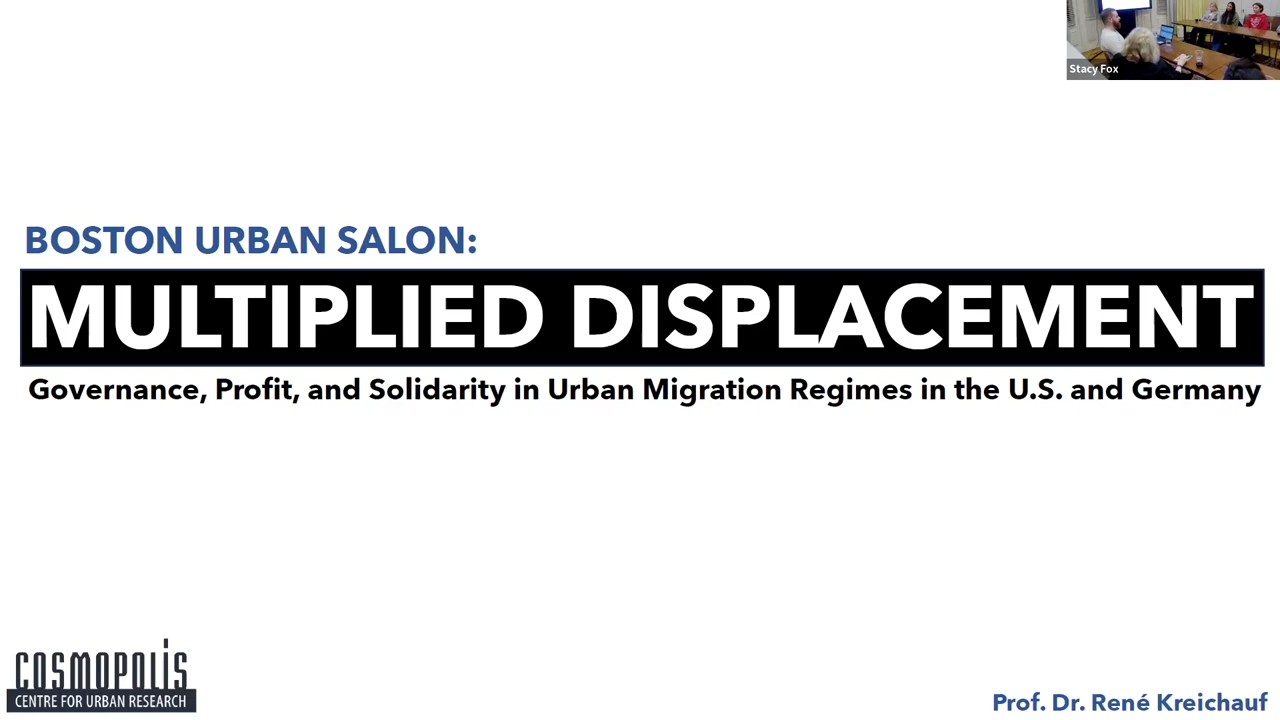 Stacy Fox
BOSTON URBAN SALON:
MULTIPLIED DISPLACEMENT
Governance, Profit, and Solidarity in Urban Migration Regimes in the U.S. and Germany
COSMOPOLIS
CENTRE FOR URBAN RESEARCH
Prof. Dr. René Kreichauf